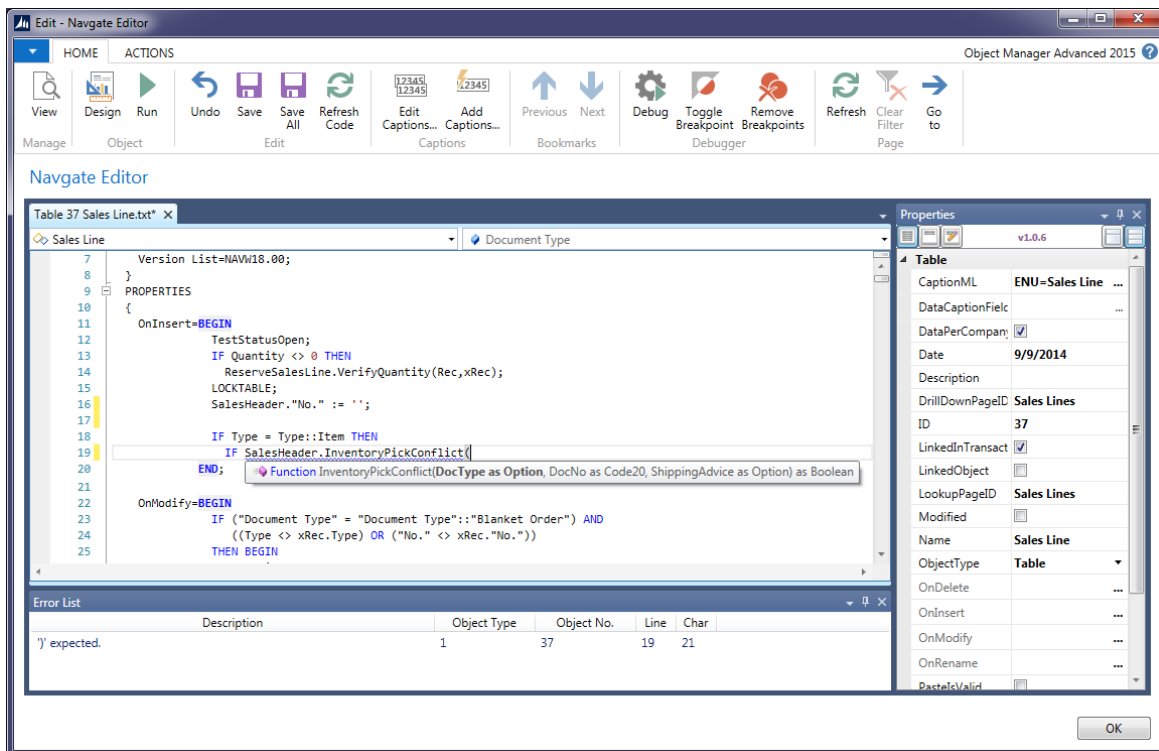 Edit - Navgate Editor
HOME ACTIONS Object Manager Advanced 2015
View Design Run Undo Save Save All Refresh Code Edit Captions... Add Captions... Previous Next Debug Toggle Breakpoint Remove Breakpoints Refresh Clear Filter Go to
Manage Object Edit Captions Bookmarks Debugger Page
Navgate Editor
Table 37 Sales Line.txt*
Sales Line Document Type
7 Version List=NAVW18.00;
8 }
9 PROPERTIES
10 {
11 OnInsert=BEGIN
12 TestStatusOpen;
13 IF Quantity <> 0 THEN
14 ReserveSalesLine.VerifyQuantity(Rec,xRec);
15 LOCKTABLE;
16 SalesHeader."No." := '';
17
18 IF Type = Type::Item THEN
19 IF SalesHeader.InventoryPickConflict(
20 END;
Function InventoryPickConflict(DocType as Option, DocNo as Code20, ShippingAdvice as Option) as Boolean
21
22 OnModify=BEGIN
23 IF ("Document Type" = "Document Type"::"Blanket Order") AND
24 ((Type <> xRec.Type) OR ("No." <> xRec."No."))
25 THEN BEGIN
Error List
Description Object Type Object No. Line Char
')' expected. 1 37 19 21
Properties
v1.0.6
Table
CaptionML ENU=Sales Line ...
DataCaptionFielc ...
DataPerCompan
Date 9/9/2014
Description
DrillDownPageID Sales Lines
ID 37
LinkedInTransact
LinkedObject
LookupPageID Sales Lines
Modified
Name Sales Line
ObjectType Table
OnDelete ...
OnInsert ...
OnModify ...
OnRename ...
PasteIsValid
OK